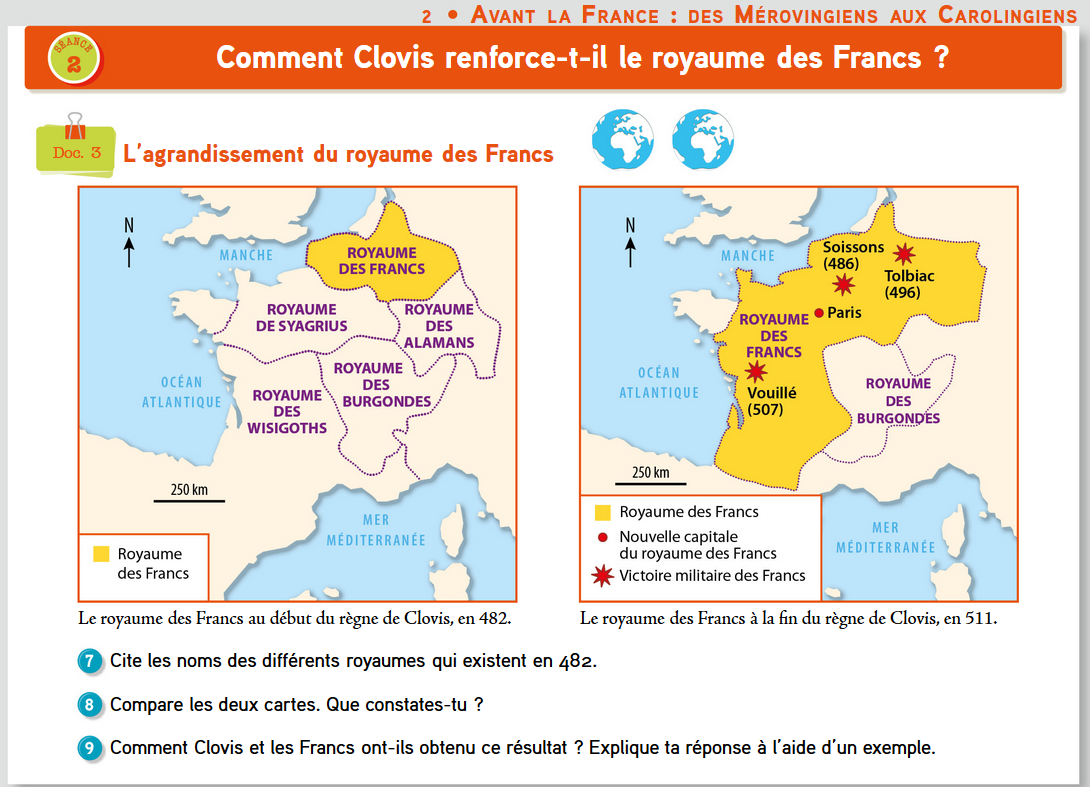 2 • Avant la France : des Mérovingiens aux Carolingiens
SÉANCE
2
Comment Clovis renforce-t-il le royaume des Francs ?
Doc. 3
L'agrandissement du royaume des Francs
N
MANCHE
ROYAUME
DES FRANCS
ROYAUME
DE SYAGRIUS
ROYAUME
DES
ALAMANS
ROYAUME
DES
BURGONDES
OCÉAN
ATLANTIQUE
ROYAUME
DES
WISIGOTHS
250 km
MER
MÉDITERRANÉE
Royaume
des Francs
Le royaume des Francs au début du règne de Clovis, en 482.
N
MANCHE
Soissons
(486)
Tolbiac
(496)
Paris
ROYAUME
DES
FRANCS
OCÉAN
ATLANTIQUE
Vouillé
(507)
ROYAUME
DES
BURGONDES
250 km
MER
MÉDITERRANÉE
Royaume des Francs
Nouvelle capitale
du royaume des Francs
Victoire militaire des Francs
Le royaume des Francs à la fin du règne de Clovis, en 511.
7 Cite les noms des différents royaumes qui existent en 482.
8 Compare les deux cartes. Que constates-tu ?
9 Comment Clovis et les Francs ont-ils obtenu ce résultat ? Explique ta réponse à l'aide d'un exemple.